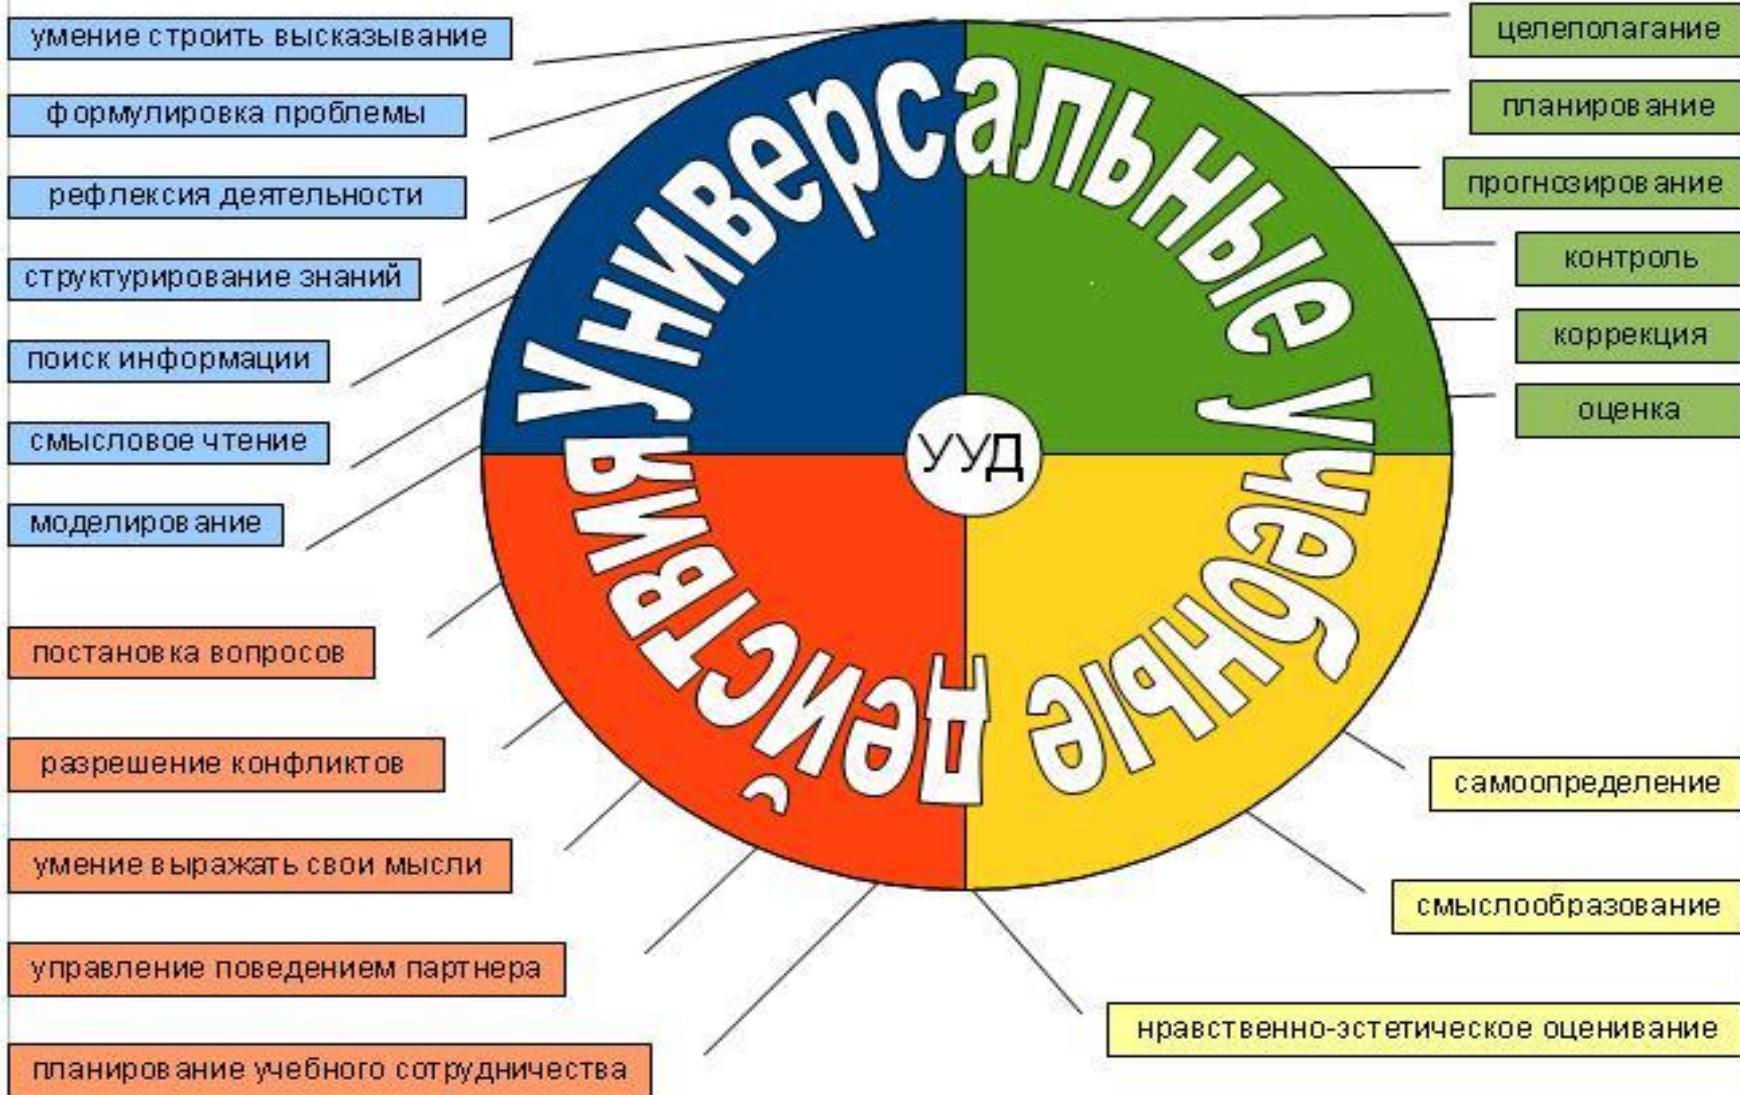 умение строить высказывание
формулировка проблемы
рефлексия деятельности
структурирование знаний
поиск информации
смысловое чтение
моделирование
постановка вопросов
разрешение конфликтов
умение выражать свои мысли
управление поведением партнера
планирование учебного сотрудничества
Универсальные учебные действия
УУД
целеполагание
планирование
прогнозирование
контроль
коррекция
оценка
самоопределение
смыслообразование
нравственно-эстетическое оценивание